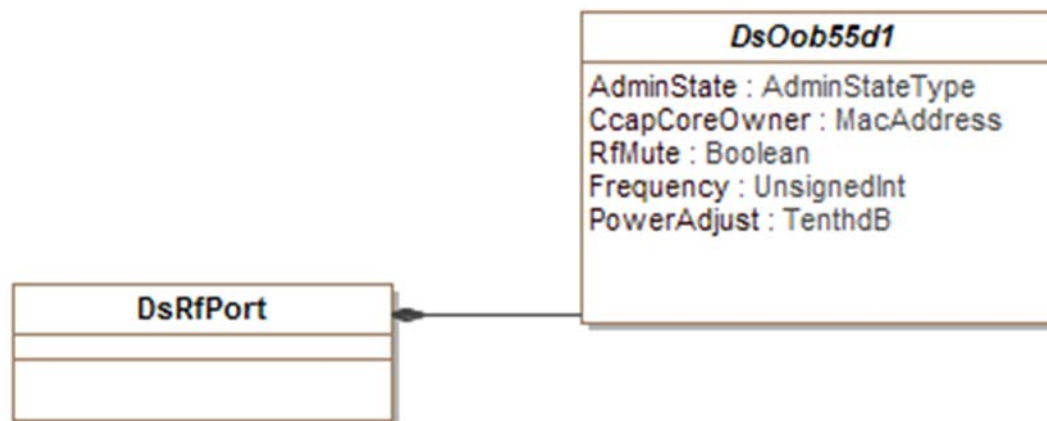 DsOob55d1
AdminState : AdminStateType
CcapCoreOwner : MacAddress
RfMute : Boolean
Frequency : UnsignedInt
PowerAdjust : TenthdB
DsRfPort